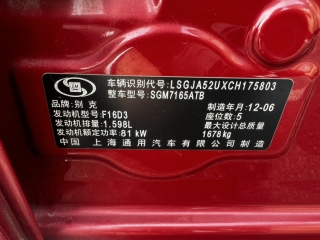 车辆识别代号:LSGJA52UXCH175803
整车型号:SGM7165ATB
品牌:别克 制造年月:12-06
发动机型号:F16D3 座位数:5
发动机排量:1.598L 最大设计总质量
发动机额定功率:81 kW 1678 kg
中国 上海通用汽车有限公司制造